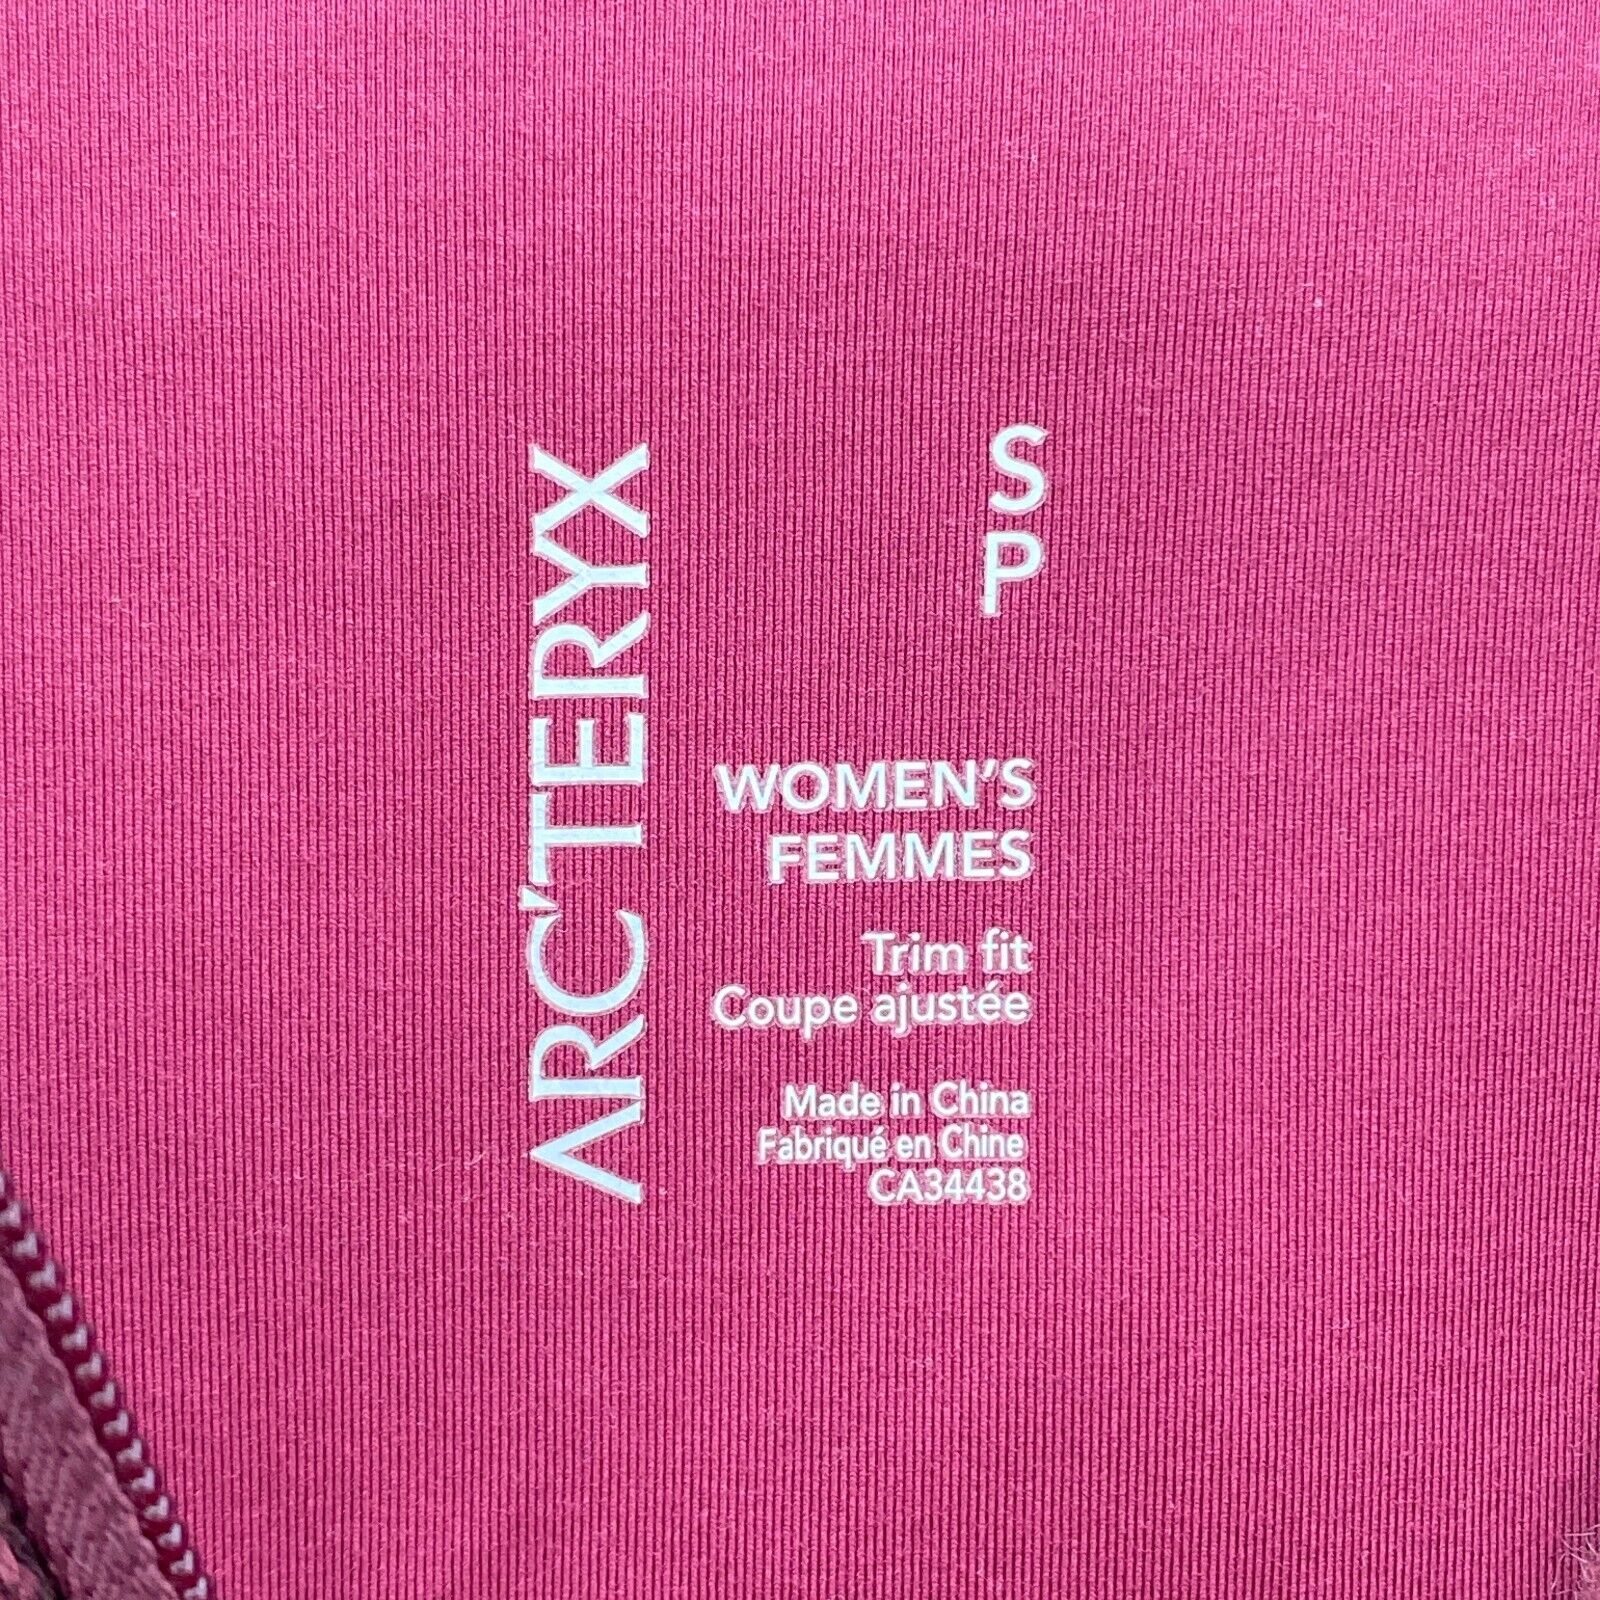 ARC'TERYX
S
P
WOMEN'S
FEMMES
Trim fit
Coupe ajustée
Made in China
Fabriqué en Chine
CA34438